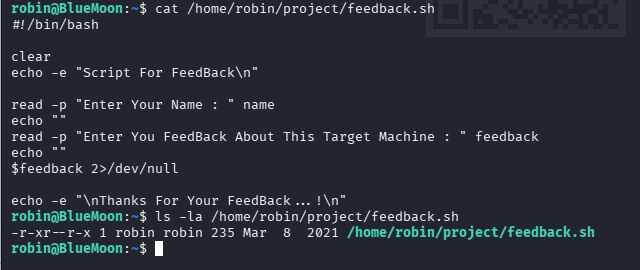 robin@BlueMoon:~$ cat /home/robin/project/feedback.sh
#!/bin/bash
clear
echo -e "Script For FeedBack\n"
read -p "Enter Your Name : " name
echo ""
read -p "Enter You FeedBack About This Target Machine : " feedback
echo ""
$feedback 2>/dev/null
echo -e "\nThanks For Your FeedBack...!\n"
robin@BlueMoon:~$ ls -la /home/robin/project/feedback.sh
-r-xr--r-x 1 robin robin 235 Mar  8  2021 /home/robin/project/feedback.sh
robin@BlueMoon:~$